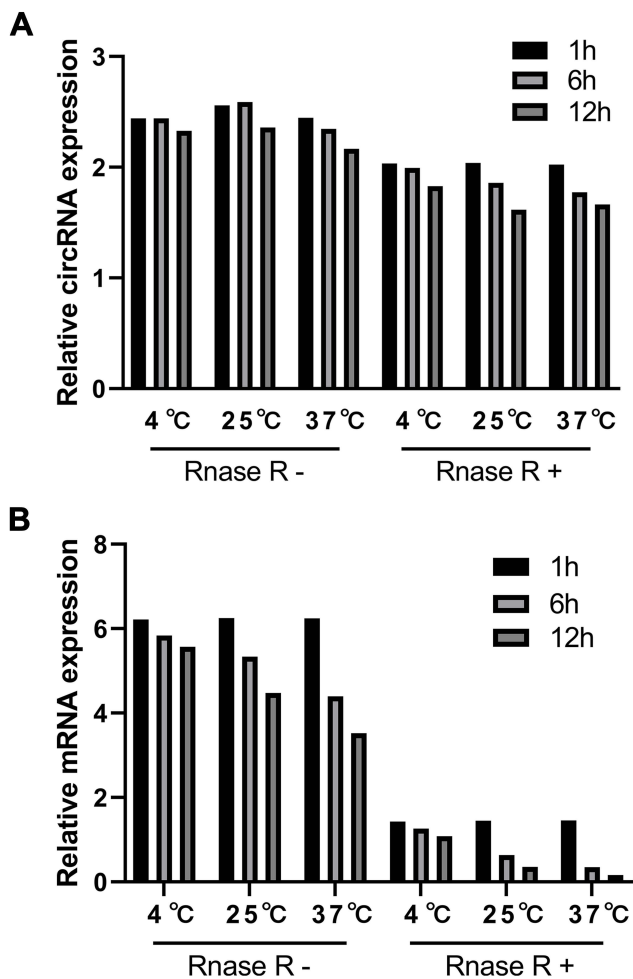 A
Relative circRNA expression
3
2
1
0
1h
6h
12h
4 °C 25°C 37°C 4 °C 25°C 37°C
Rnase R - Rnase R +
B
Relative mRNA expression
8
6
4
2
0
1h
6h
12h
4 °C 25°C 37°C 4 °C 25°C 37°C
Rnase R - Rnase R +